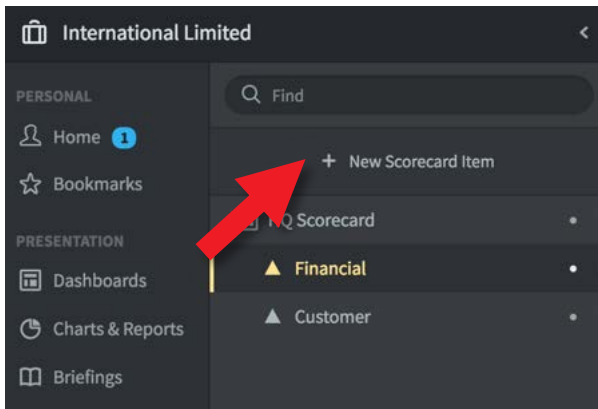 International Limited
PERSONAL
Home 1
Bookmarks
PRESENTATION
Dashboards
Charts & Reports
Briefings
Find
+ New Scorecard Item
Scorecard
Financial
Customer